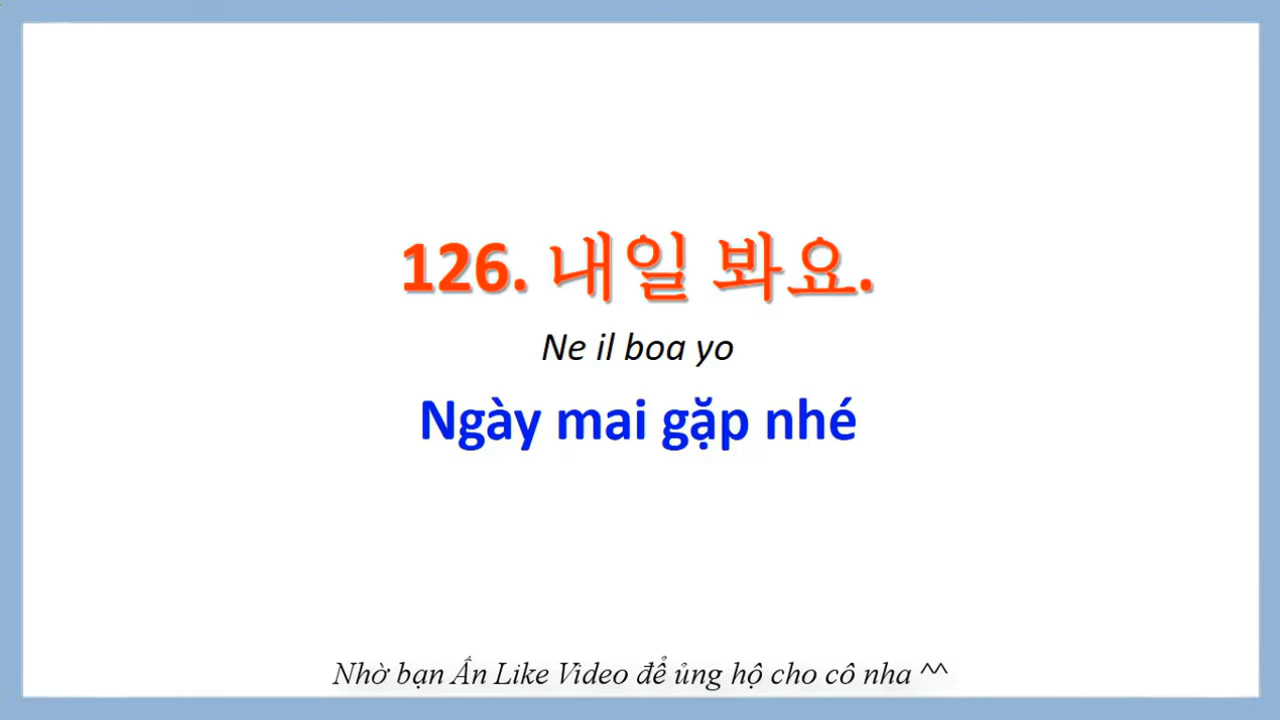 126. 내일 봐요.
Ne il boa yo
Ngày mai gặp nhé
Nhờ bạn Ấn Like Video để ủng hộ cho cô nha ^^